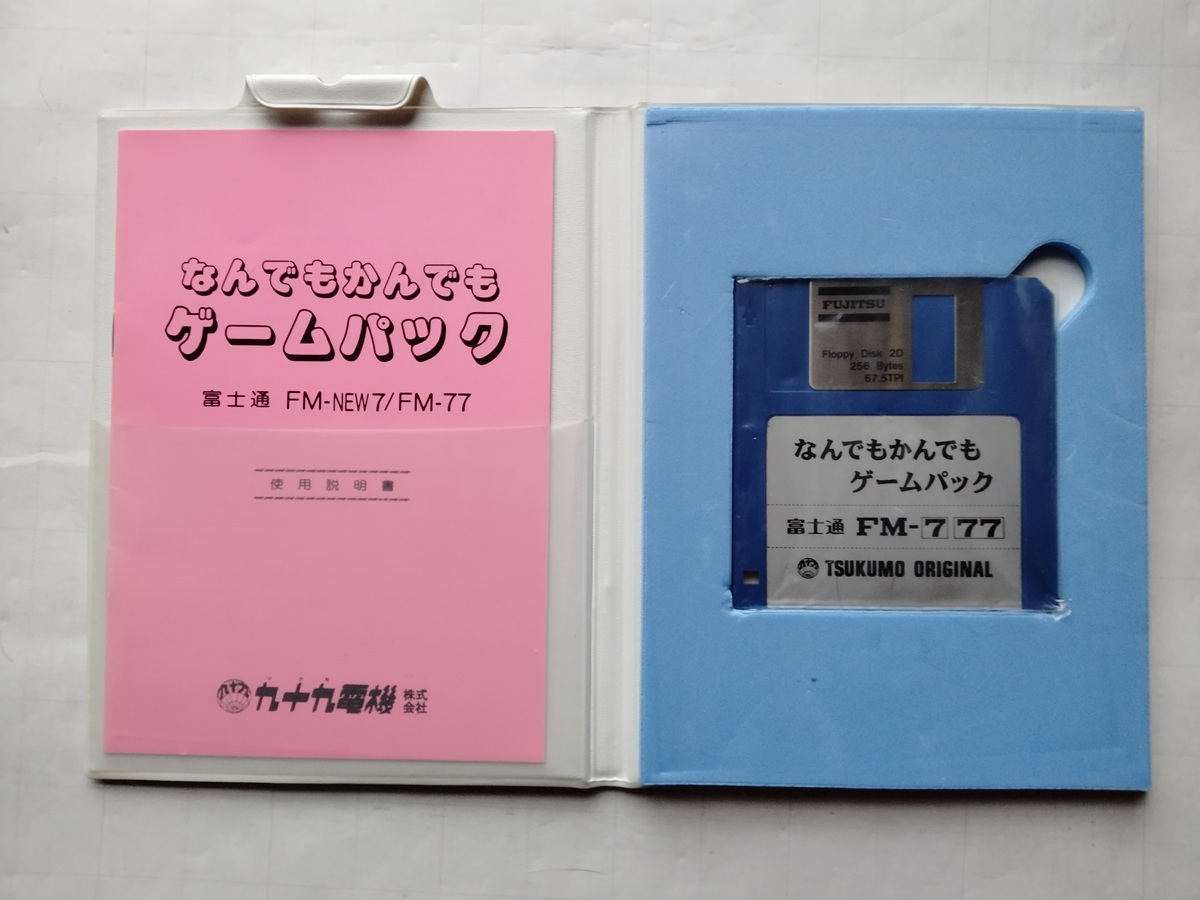 なんでもかんでも
ゲームパック
富士通 FM-NEW7/FM-77
使用説明書
九十九電機 株式会社
FUJITSU
Floppy Disk 2D
256 Bytes
67.5TPI
なんでもかんでも
ゲームパック
富士通 FM-7 77
TSUKUMO ORIGINAL